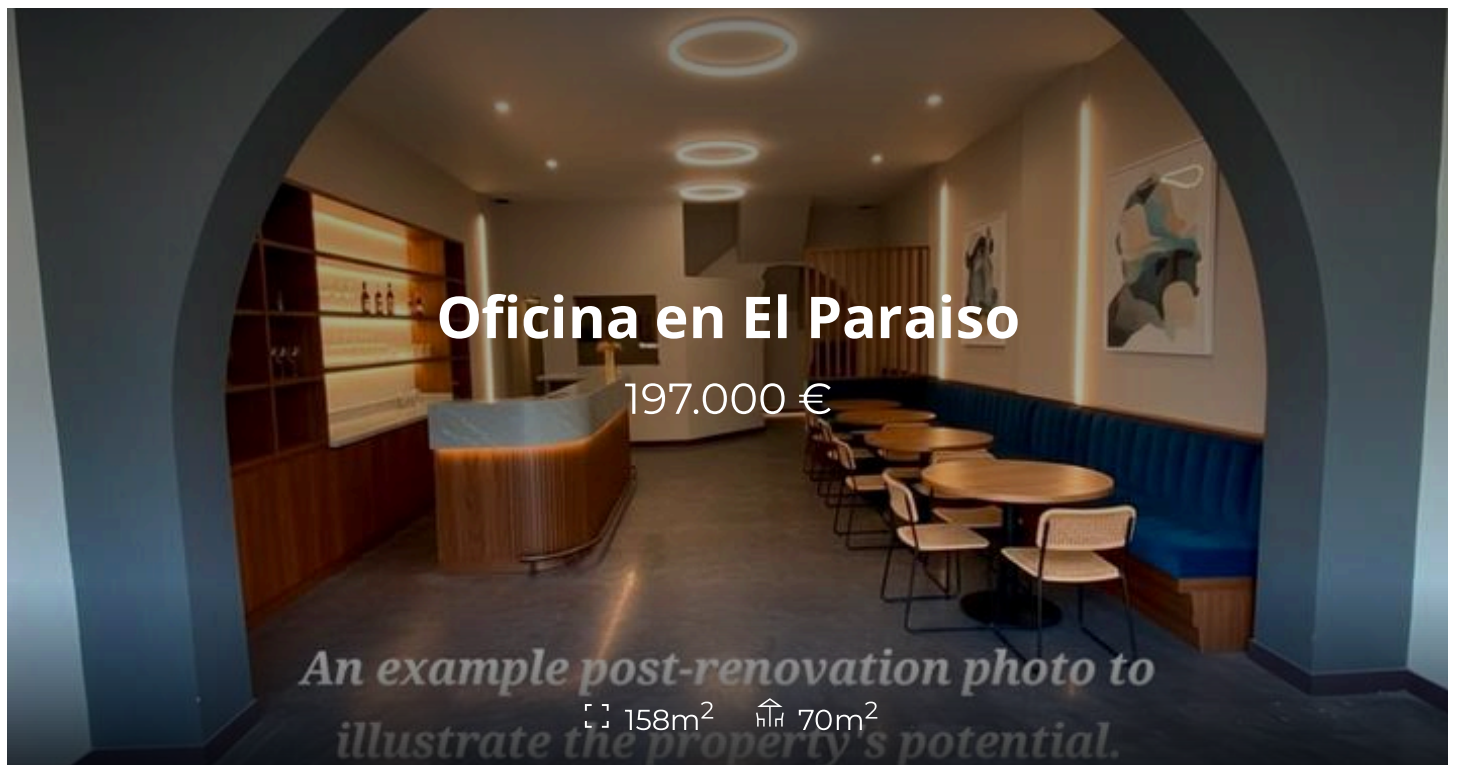 Oficina en El Paraiso
197.000 €
An example post-renovation photo to
158m² 70m²
illustrate the property's potential.